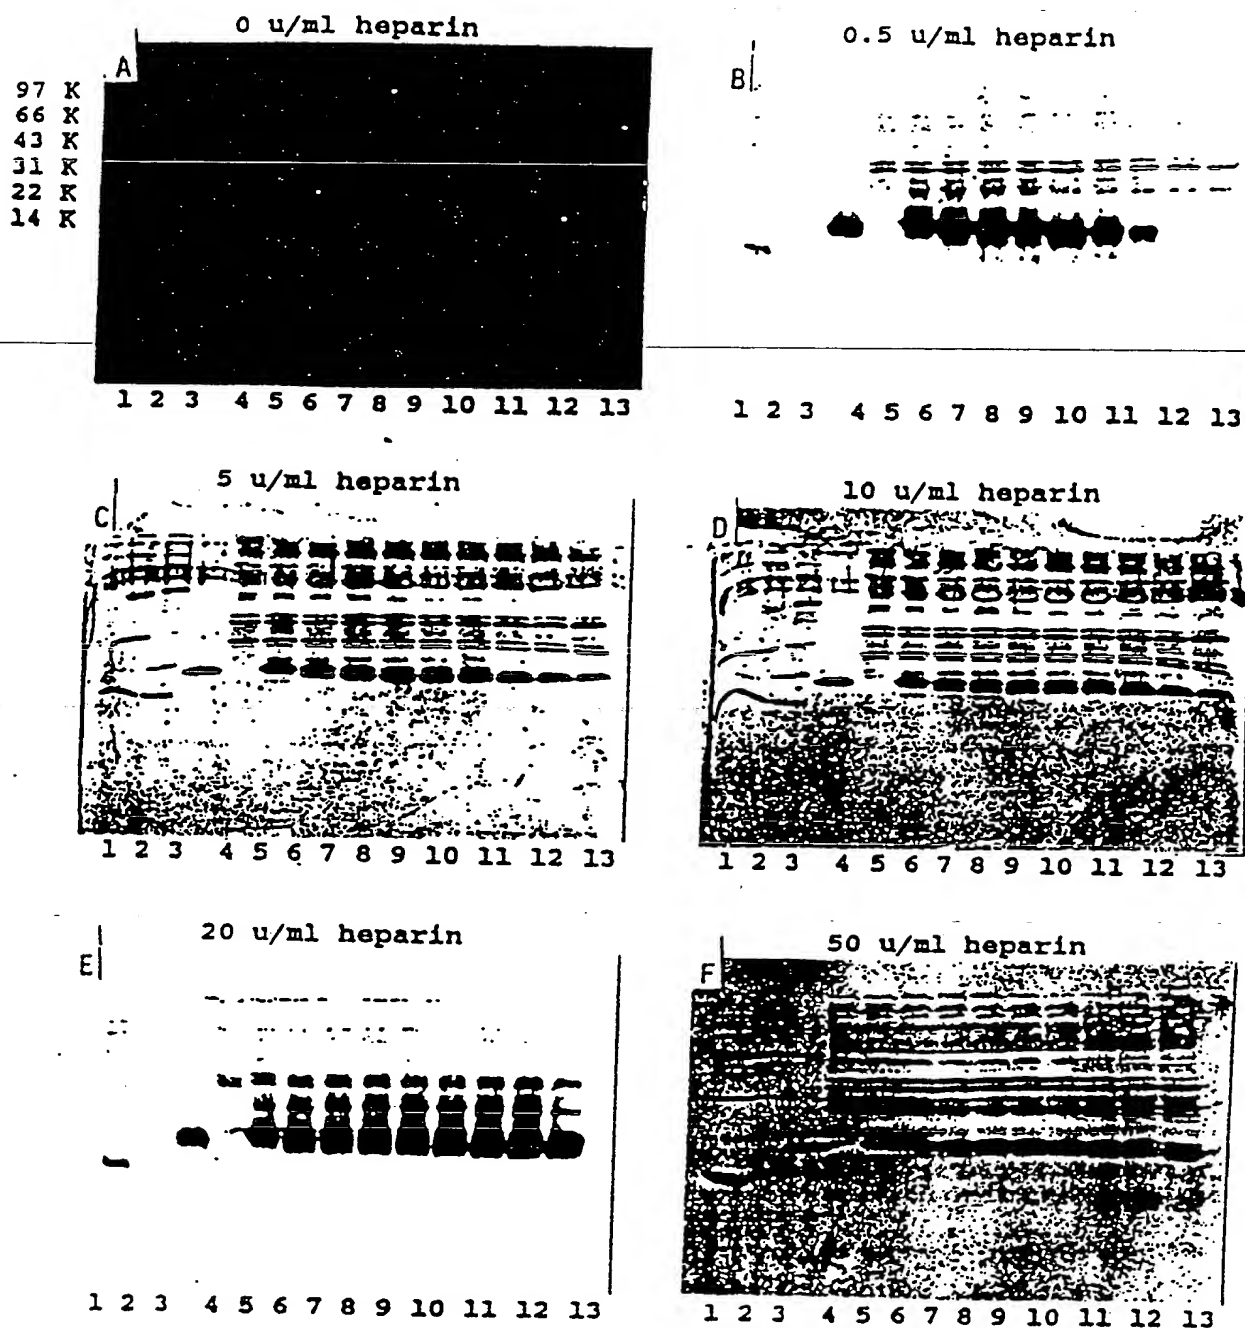 0 u/ml heparin
A
97 K
66 K
43 K
31 K
22 K
14 K
1 2 3 4 5 6 7 8 9 10 11 12 13
0.5 u/ml heparin
B
1 2 3 4 5 6 7 8 9 10 11 12 13
5 u/ml heparin
C
1 2 3 4 5 6 7 8 9 10 11 12 13
10 u/ml heparin
D
1 2 3 4 5 6 7 8 9 10 11 12 13
20 u/ml heparin
E
1 2 3 4 5 6 7 8 9 10 11 12 13
50 u/ml heparin
F
1 2 3 4 5 6 7 8 9 10 11 12 13